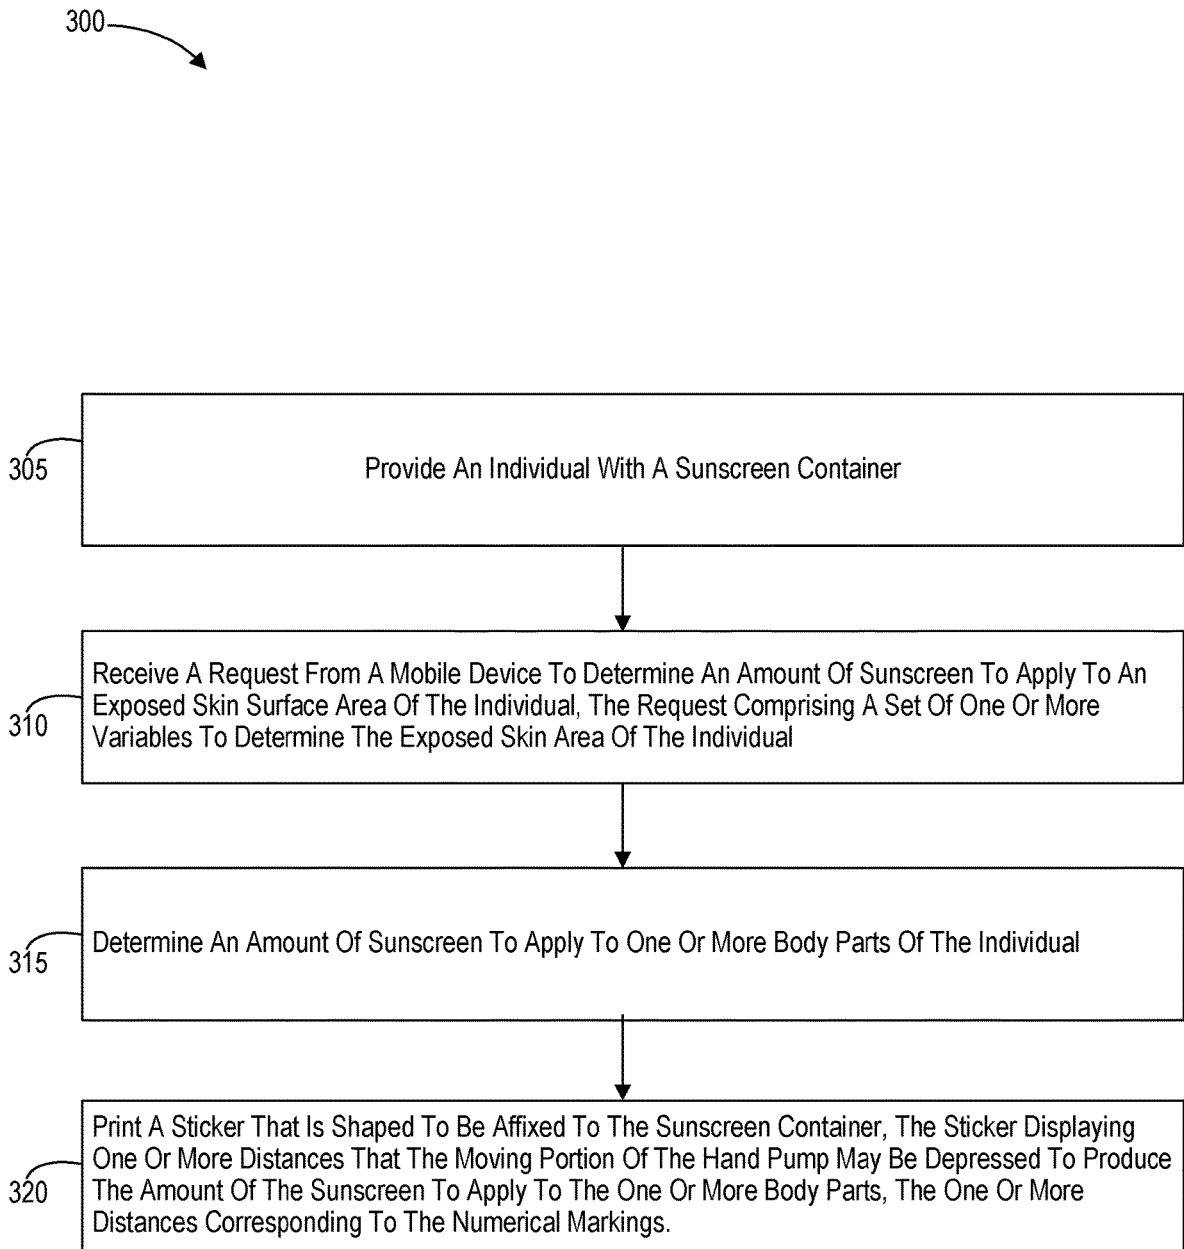 300
305
Provide An Individual With A Sunscreen Container
310
Receive A Request From A Mobile Device To Determine An Amount Of Sunscreen To Apply To An
Exposed Skin Surface Area Of The Individual, The Request Comprising A Set Of One Or More
Variables To Determine The Exposed Skin Area Of The Individual
315
Determine An Amount Of Sunscreen To Apply To One Or More Body Parts Of The Individual
320
Print A Sticker That Is Shaped To Be Affixed To The Sunscreen Container, The Sticker Displaying
One Or More Distances That The Moving Portion Of The Hand Pump May Be Depressed To Produce
The Amount Of The Sunscreen To Apply To The One Or More Body Parts, The One Or More
Distances Corresponding To The Numerical Markings.